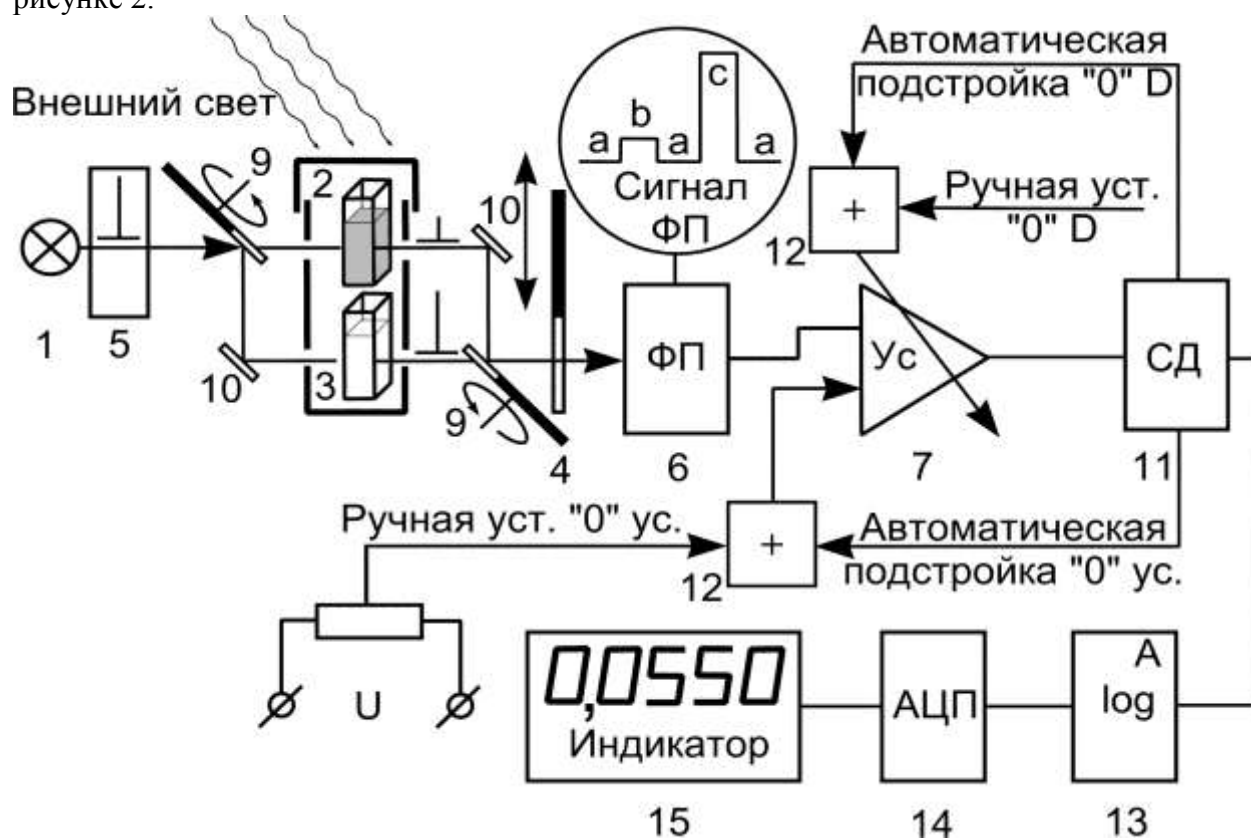 рисунке 2.
Автоматическая
подстройка "0" D
Внешний свет
c
b
a
a
a
Сигнал
ФП
9
2
10
+
Ручная уст.
"0" D
12
1
5
10
3
9
4
ФП
6
Ус
7
СД
11
Ручная уст. "0" ус.
+
12
Автоматическая
подстройка "0" ус.
U
0,0550
Индикатор
15
АЦП
14
A
log
13